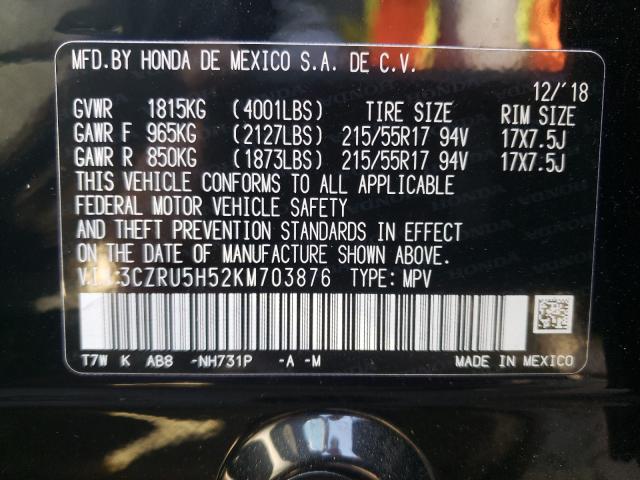 MFD.BY HONDA DE MEXICO S.A. DE C.V.
12/'18
GVWR 1815KG (4001LBS) TIRE SIZE RIM SIZE
GAWR F 965KG (2127LBS) 215/55R17 94V 17X7.5J
GAWR R 850KG (1873LBS) 215/55R17 94V 17X7.5J
THIS VEHICLE CONFORMS TO ALL APPLICABLE
FEDERAL MOTOR VEHICLE SAFETY
AND THEFT PREVENTION STANDARDS IN EFFECT
ON THE DATE OF MANUFACTURE SHOWN ABOVE.
V.I.:3CZRU5H52KM703876 TYPE: MPV
T7W K AB8 -NH731P -A -M MADE IN MEXICO